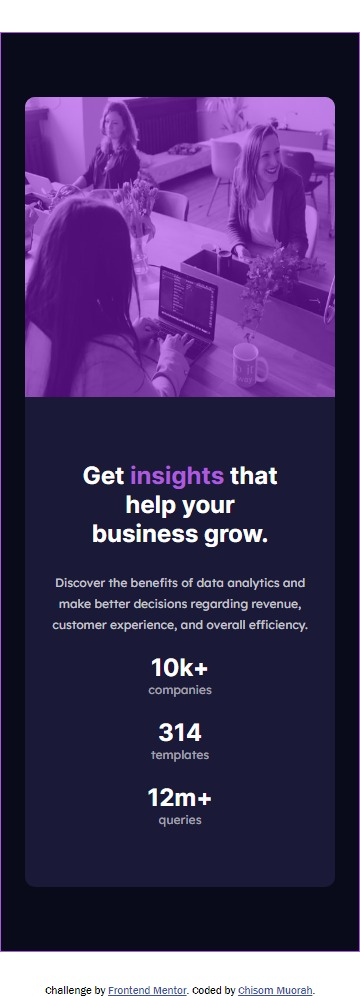 Get insights that
help your
business grow.
Discover the benefits of data analytics and
make better decisions regarding revenue,
customer experience, and overall efficiency.
10k+
companies
314
templates
12m+
queries
Challenge by Frontend Mentor. Coded by Chisom Muorah.